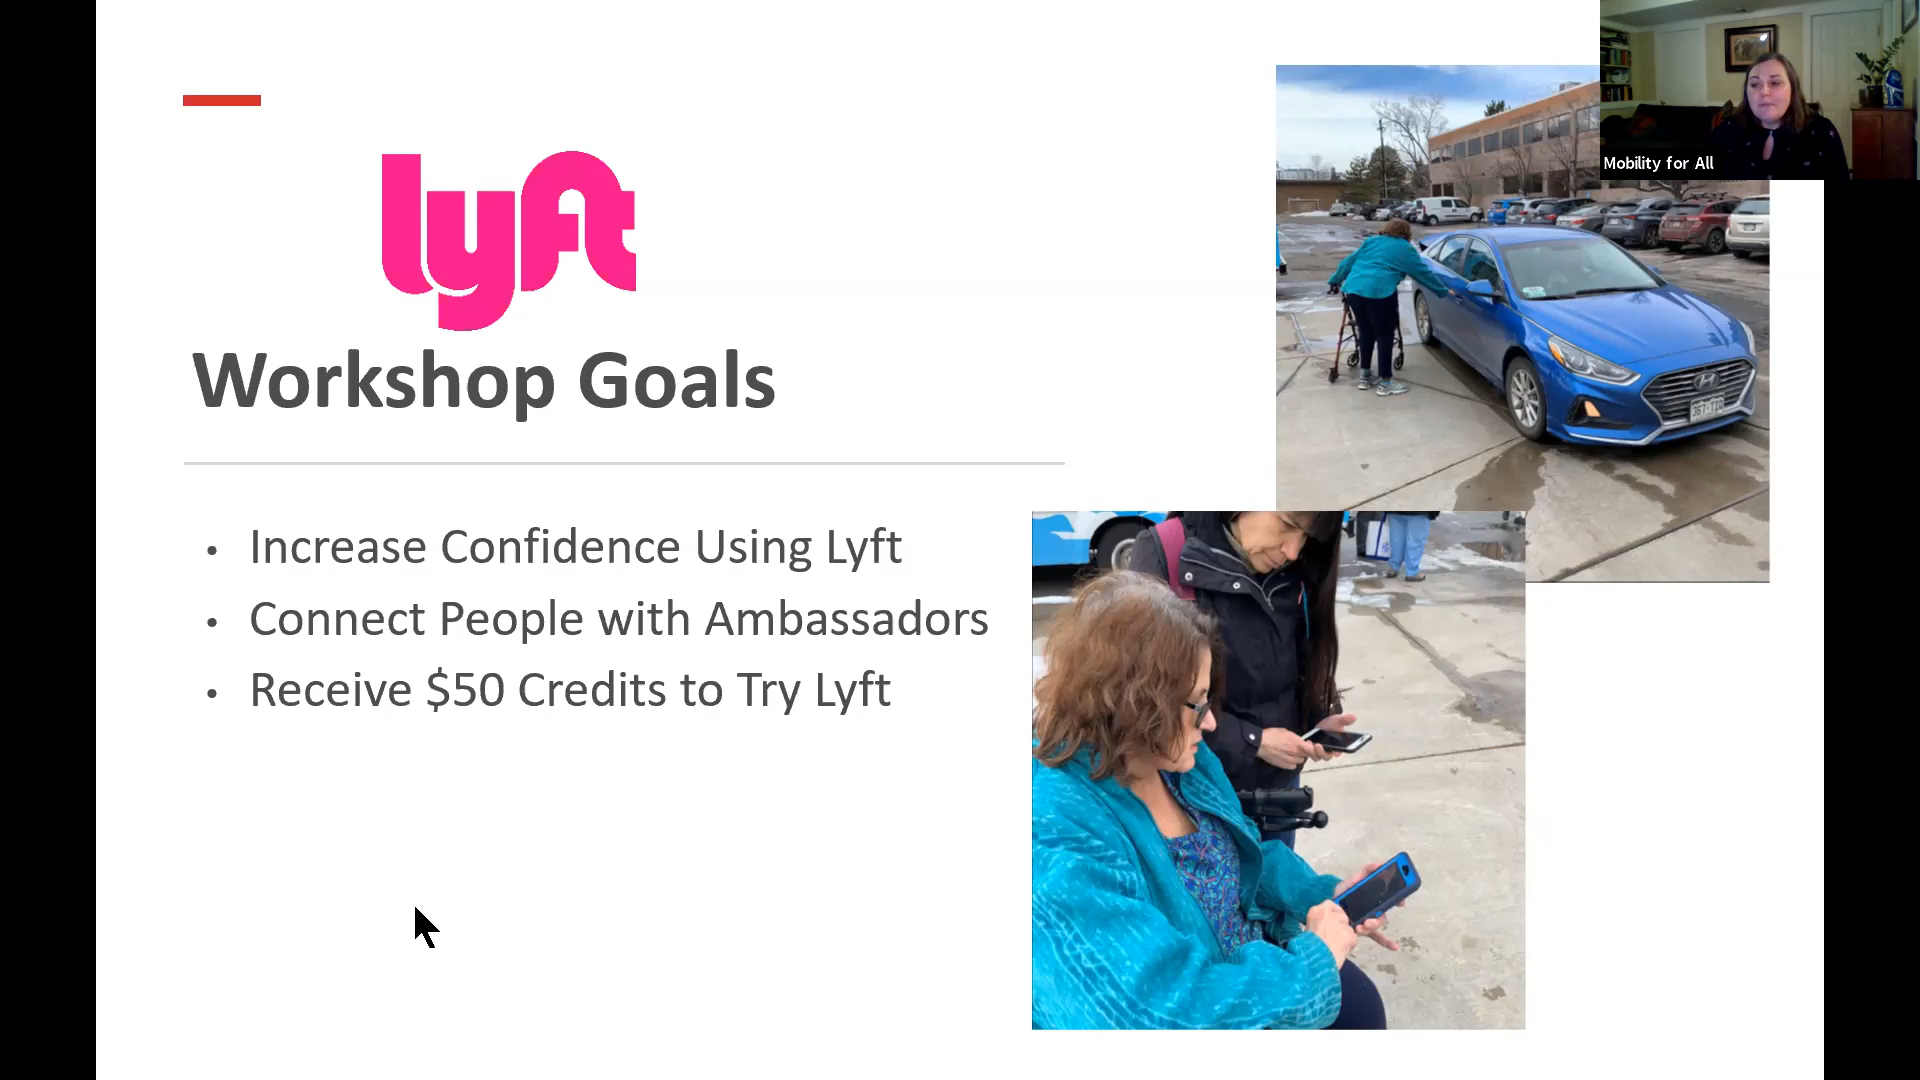 lyft
Workshop Goals
• Increase Confidence Using Lyft
• Connect People with Ambassadors
• Receive $50 Credits to Try Lyft
Mobility for All